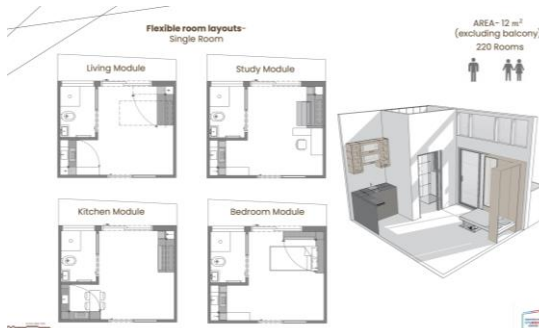 Flexible room layouts-
Single Room
AREA- 12 m²
(excluding balcony)
220 Rooms
Living Module
Study Module
Kitchen Module
Bedroom Module